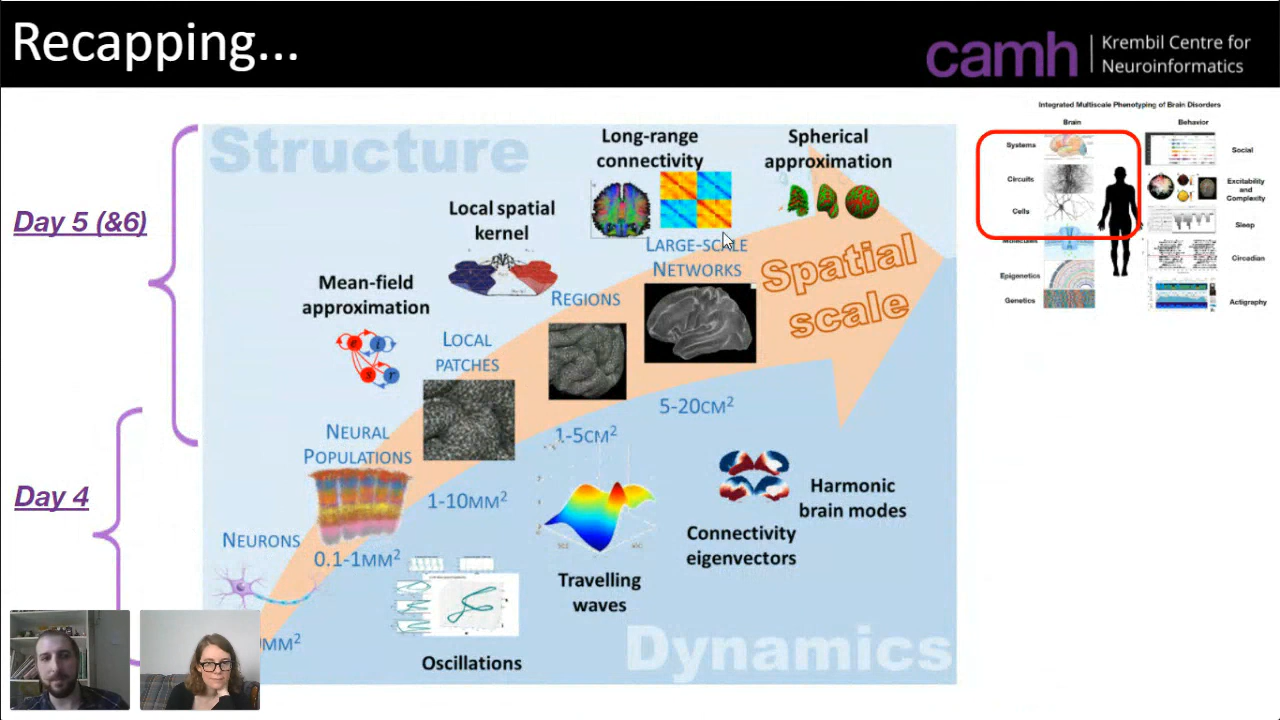 Recapping...
camh
Krembil Centre for
Neuroinformatics
Structure
Day 5 (&6)
Day 4
Long-range
connectivity
Spherical
approximation
Local spatial
kernel
LARGE-SCALE
NETWORKS
Spatial
scale
Mean-field
approximation
REGIONS
LOCAL
PATCHES
e
i
s
r
5-20CM²
1-5CM²
NEURAL
POPULATIONS
1-10MM²
NEURONS
0.1-1MM²
MM²
Harmonic
brain modes
Connectivity
eigenvectors
Travelling
waves
Oscillations
Dynamics
Integrated Multiscale Phenotyping of Brain Disorders
Brain
Behavior
Systems
Circuits
Cells
Molecules
Epigenetics
Genetics
Social
Excitability
and
Complexity
Sleep
Circadian
Actigraphy